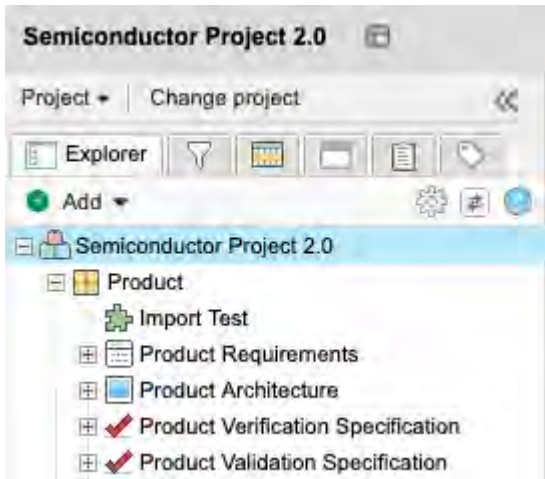 Semiconductor Project 2.0
Project Change project
Explorer
Add
Semiconductor Project 2.0
Product
Import Test
Product Requirements
Product Architecture
Product Verification Specification
Product Validation Specification